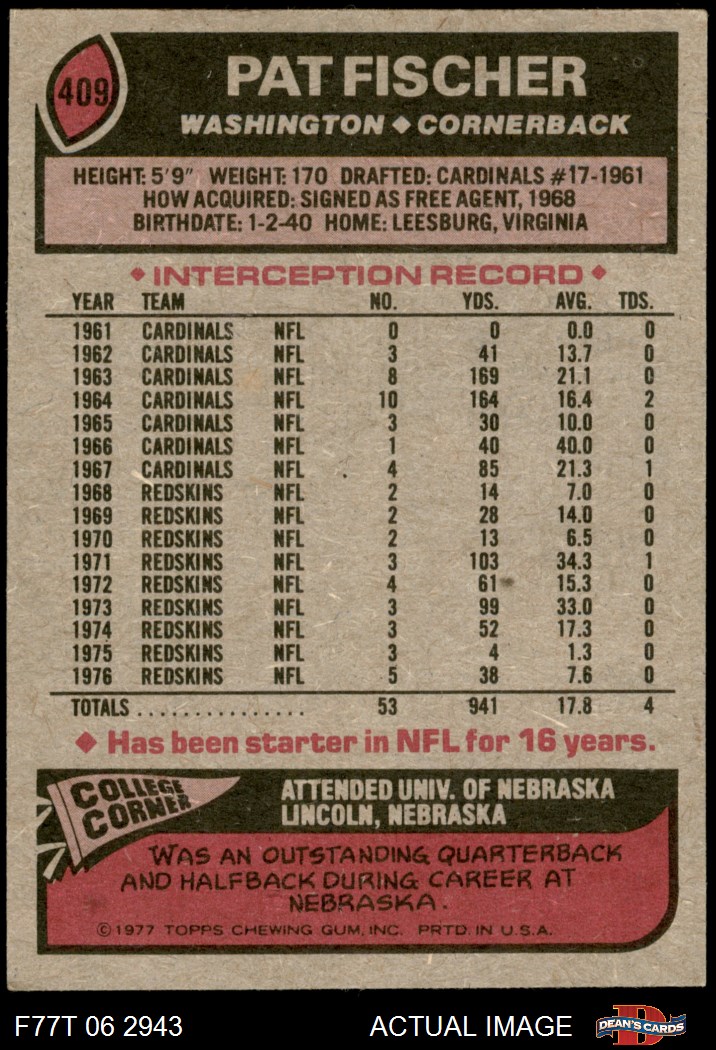 409
PAT FISCHER
WASHINGTON ◆ CORNERBACK
HEIGHT: 5'9" WEIGHT: 170 DRAFTED: CARDINALS #17-1961
HOW ACQUIRED: SIGNED AS FREE AGENT, 1968
BIRTHDATE: 1-2-40 HOME: LEESBURG, VIRGINIA
◆ INTERCEPTION RECORD ◆
YEAR TEAM NO. YDS. AVG. TDS.
1961 CARDINALS NFL 0 0 0.0 0
1962 CARDINALS NFL 3 41 13.7 0
1963 CARDINALS NFL 8 169 21.1 0
1964 CARDINALS NFL 10 164 16.4 2
1965 CARDINALS NFL 3 30 10.0 0
1966 CARDINALS NFL 1 40 40.0 0
1967 CARDINALS NFL 4 85 21.3 1
1968 REDSKINS NFL 2 14 7.0 0
1969 REDSKINS NFL 2 28 14.0 0
1970 REDSKINS NFL 2 13 6.5 0
1971 REDSKINS NFL 3 103 34.3 1
1972 REDSKINS NFL 4 61 15.3 0
1973 REDSKINS NFL 3 99 33.0 0
1974 REDSKINS NFL 3 52 17.3 0
1975 REDSKINS NFL 3 4 1.3 0
1976 REDSKINS NFL 5 38 7.6 0
TOTALS ................ 53 941 17.8 4
◆ Has been starter in NFL for 16 years.
COLLEGE
CORNER
ATTENDED UNIV. OF NEBRASKA
LINCOLN, NEBRASKA
WAS AN OUTSTANDING QUARTERBACK
AND HALFBACK DURING CAREER AT
NEBRASKA.
©1977 TOPPS CHEWING GUM, INC. PRTD. IN U.S.A.
F77T 06 2943 ACTUAL IMAGE
D
DEAN'S CARDS